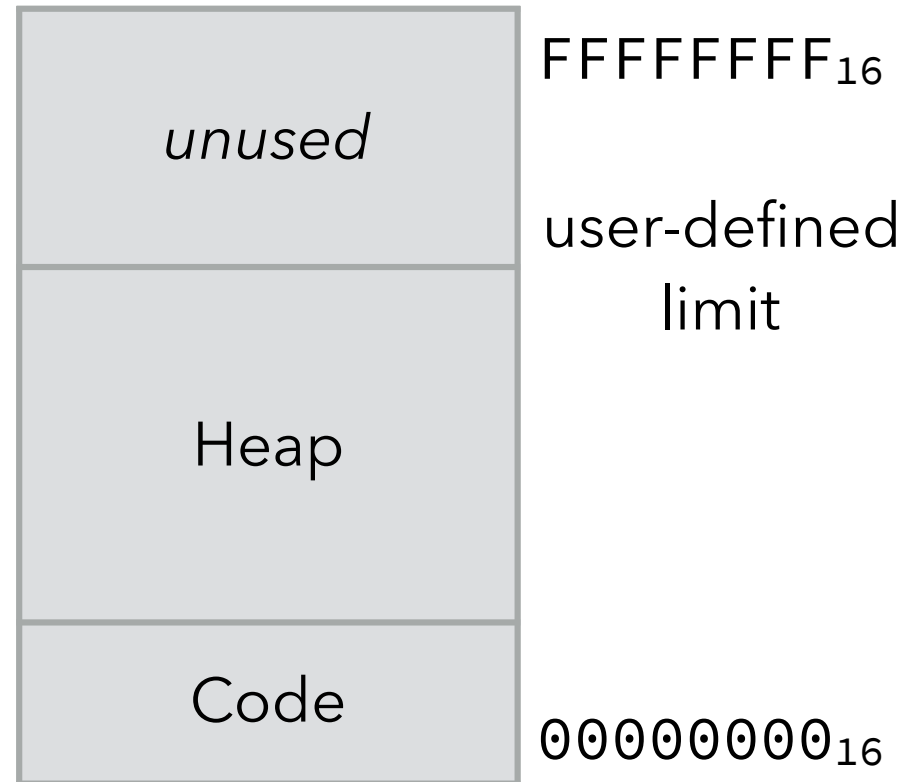 FFFFFFFF₁₆
unused
user-defined
limit
Heap
Code
00000000₁₆